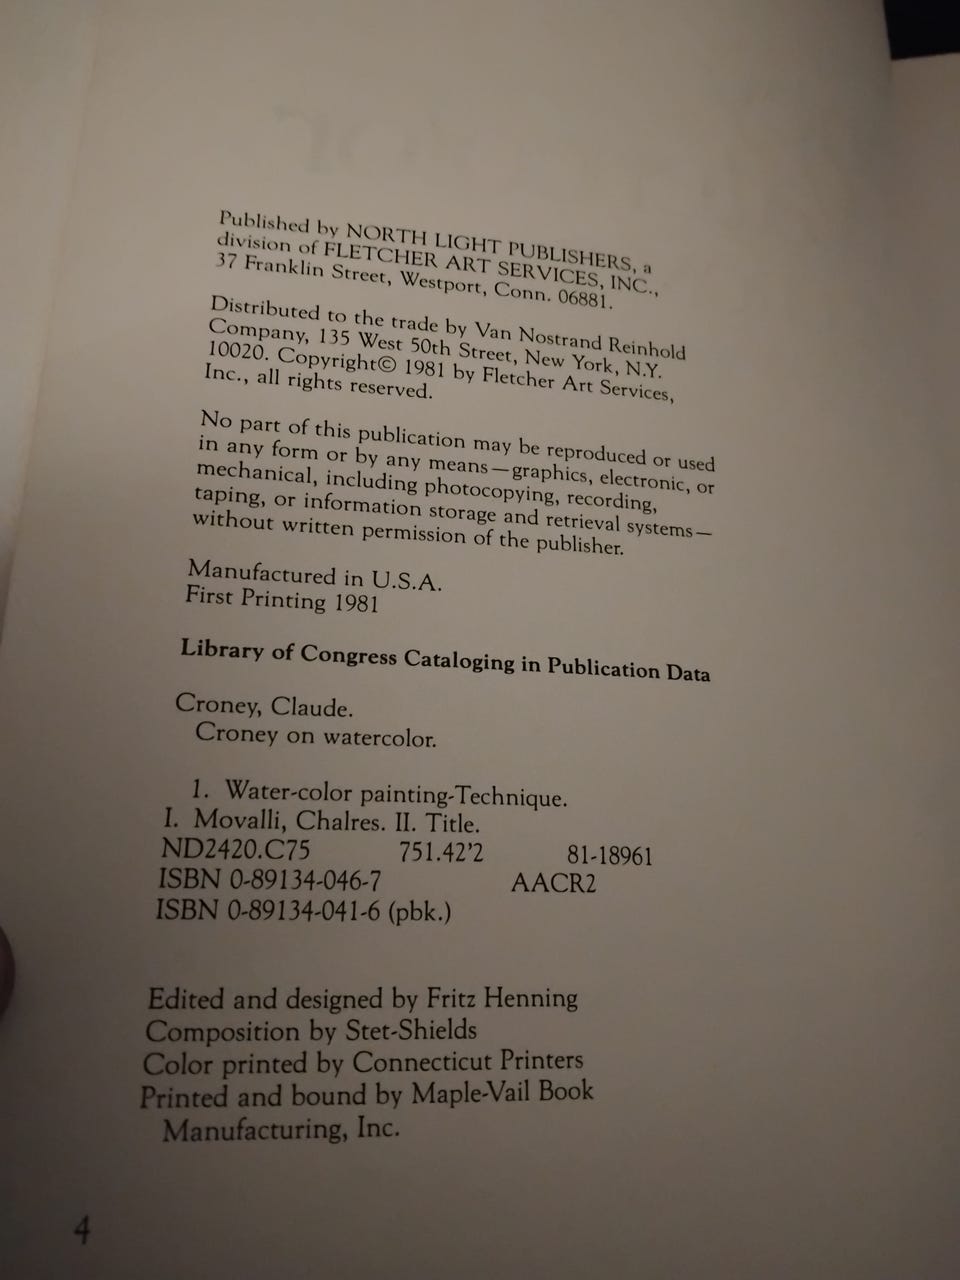 Published by NORTH LIGHT PUBLISHERS, a
division of FLETCHER ART SERVICES, INC.,
37 Franklin Street, Westport, Conn. 06881.
Distributed to the trade by Van Nostrand Reinhold
Company, 135 West 50th Street, New York, N.Y.
10020. Copyright© 1981 by Fletcher Art Services,
Inc., all rights reserved.
No part of this publication may be reproduced or used
in any form or by any means—graphics, electronic, or
mechanical, including photocopying, recording,
taping, or information storage and retrieval systems—
without written permission of the publisher.
Manufactured in U.S.A.
First Printing 1981
Library of Congress Cataloging in Publication Data
Croney, Claude.
Croney on watercolor.
1. Water-color painting-Technique.
I. Movalli, Chalres. II. Title.
ND2420.C75 751.42'2 81-18961
ISBN 0-89134-046-7 AACR2
ISBN 0-89134-041-6 (pbk.)
Edited and designed by Fritz Henning
Composition by Stet-Shields
Color printed by Connecticut Printers
Printed and bound by Maple-Vail Book
Manufacturing, Inc.
4